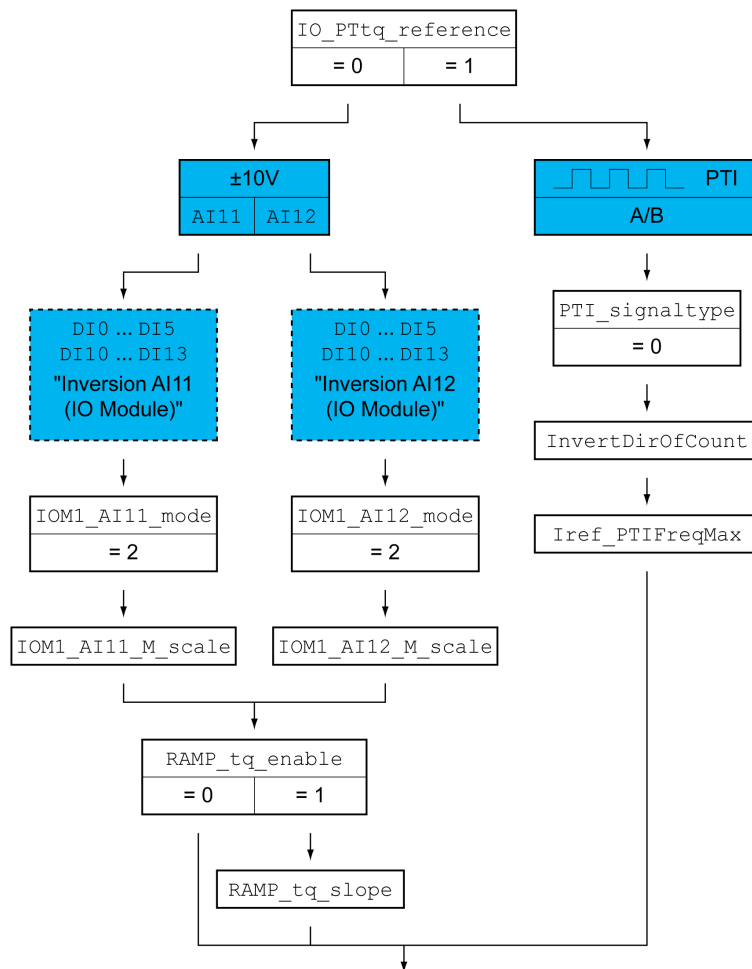 IO_PTtq_reference
= 0 = 1
±10V
AI11 AI12
PTI
A/B
DI0 ... DI5
DI10 ... DI13
"Inversion AI11
(IO Module)"
DI0 ... DI5
DI10 ... DI13
"Inversion AI12
(IO Module)"
PTI_signaltype
= 0
InvertDirOfCount
Iref_PTIFreqMax
IOM1_AI11_mode
= 2
IOM1_AI12_mode
= 2
IOM1_AI11_M_scale
IOM1_AI12_M_scale
RAMP_tq_enable
= 0 = 1
RAMP_tq_slope